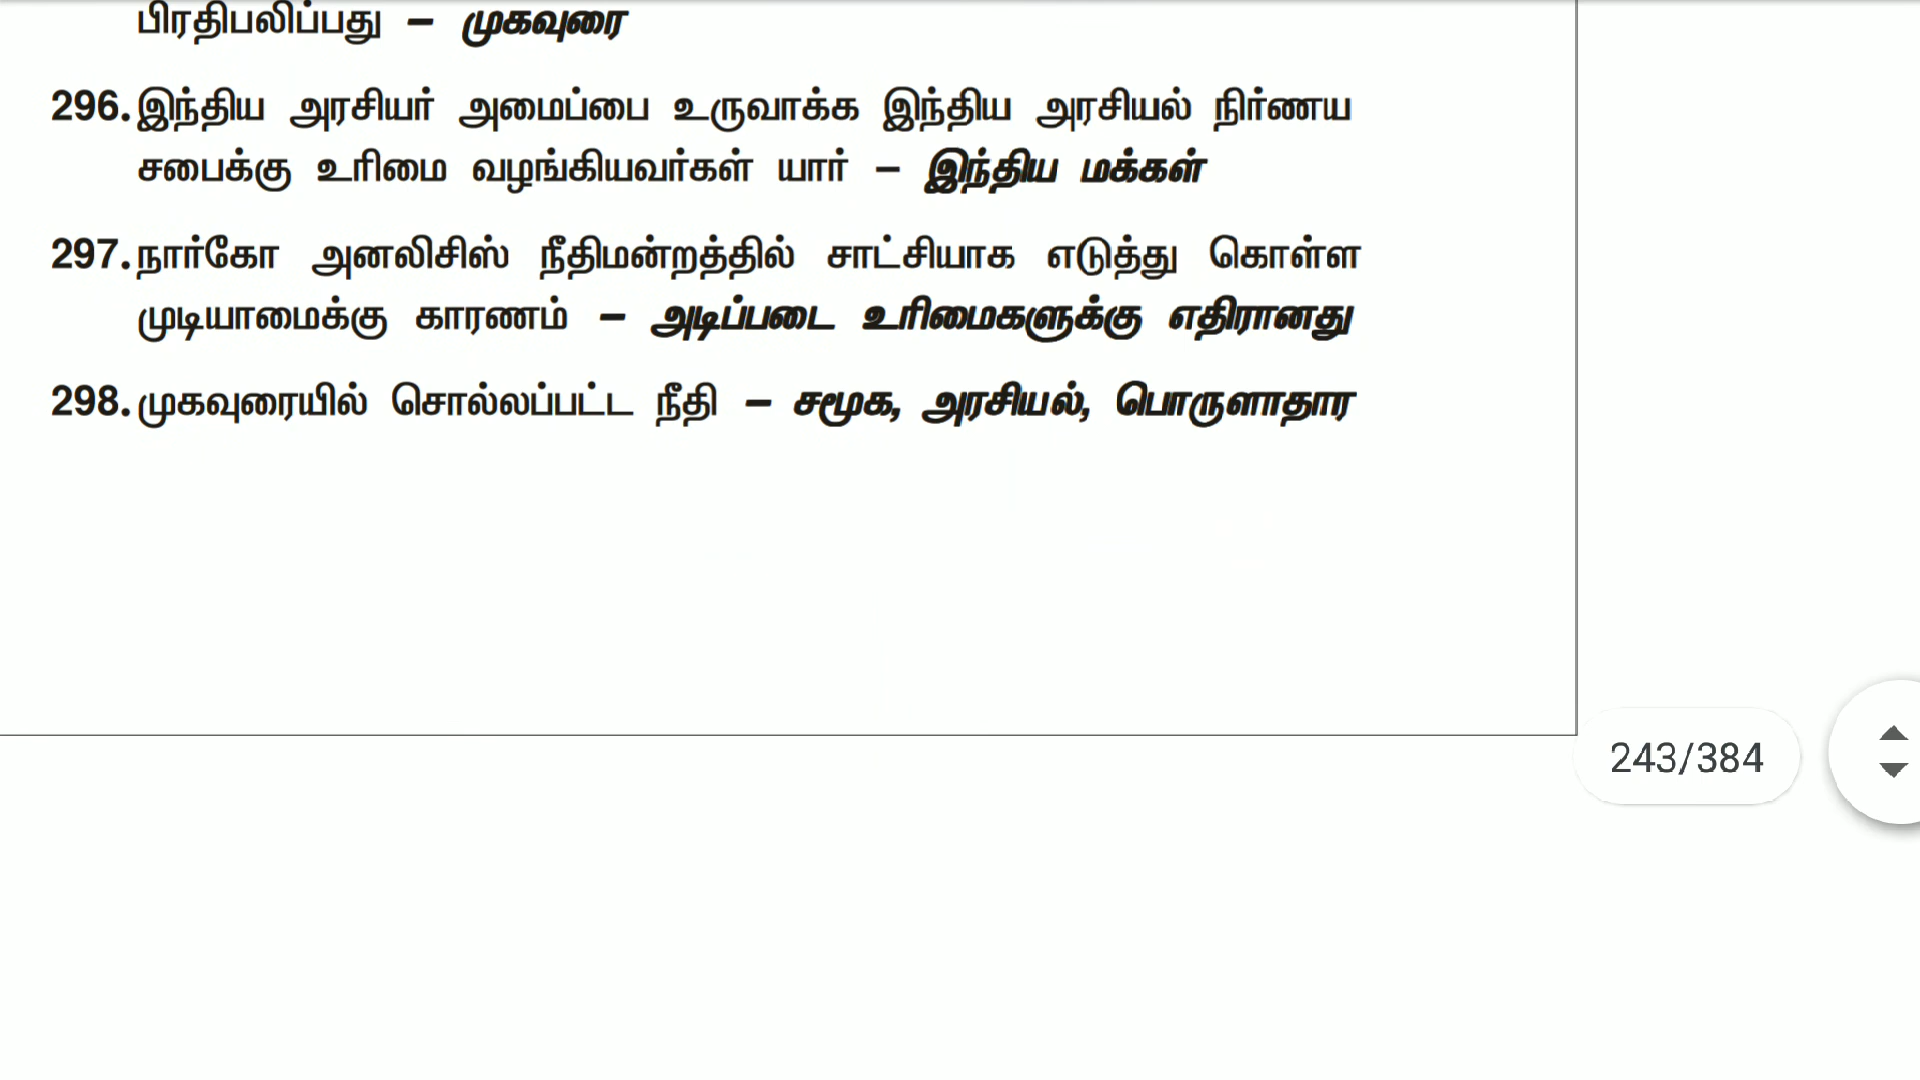 பிரதிபலிப்பது – முகவுரை
296. இந்திய அரசியர் அமைப்பை உருவாக்க இந்திய அரசியல் நிர்ணய
சபைக்கு உரிமை வழங்கியவர்கள் யார் – இந்திய மக்கள்
297. நார்கோ அனலிசிஸ் நீதிமன்றத்தில் சாட்சியாக எடுத்து கொள்ள
முடியாமைக்கு காரணம் – அடிப்படை உரிமைகளுக்கு எதிரானது
298. முகவுரையில் சொல்லப்பட்ட நீதி – சமூக, அரசியல், பொருளாதார
243/384